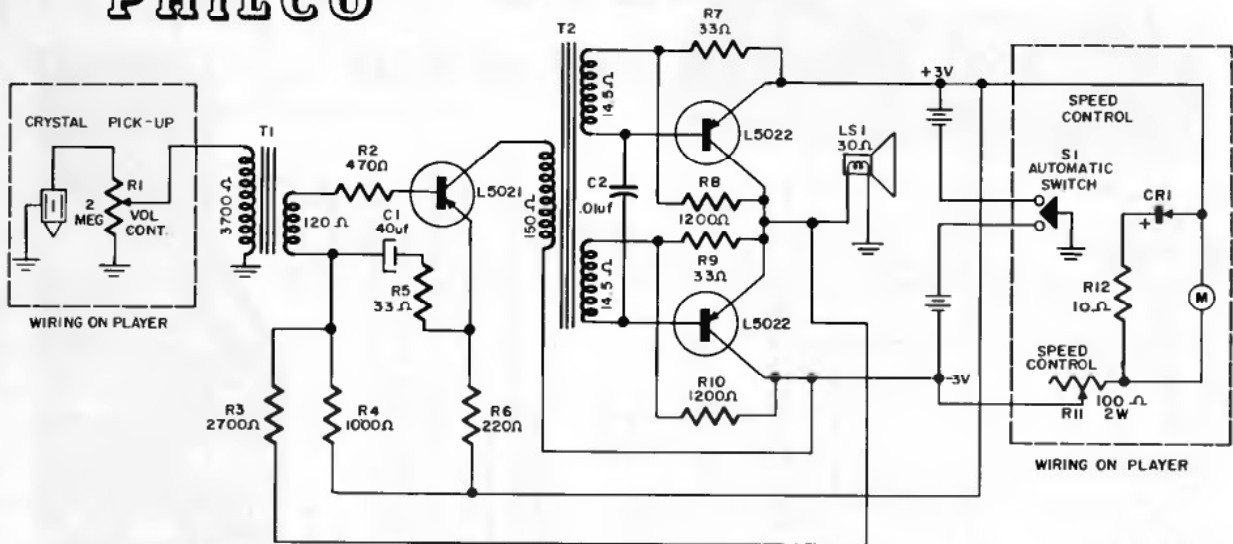 PHILCO
CRYSTAL PICK-UP
2 MEG
R1
VOL CONT.
WIRING ON PLAYER
T1
3700Ω
120Ω
R2
470Ω
C1
40uf
R5
33Ω
L5021
R3
2700Ω
R4
1000Ω
R6
220Ω
T2
150Ω
14.5Ω
14.5Ω
C2
.01uf
R7
33Ω
L5022
R8
1200Ω
R9
33Ω
L5022
R10
1200Ω
LS1
30Ω
+3V
-3V
SPEED
CONTROL
S1
AUTOMATIC
SWITCH
CR1
+
R12
10Ω
M
SPEED
CONTROL
100Ω
2W
R11
WIRING ON PLAYER